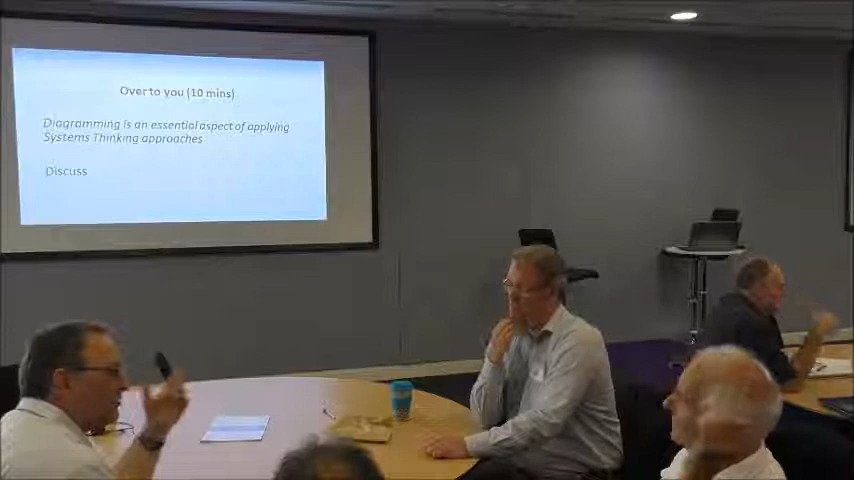 Over to you (10 mins)
Diagramming is an essential aspect of applying
Systems Thinking approaches
Discuss